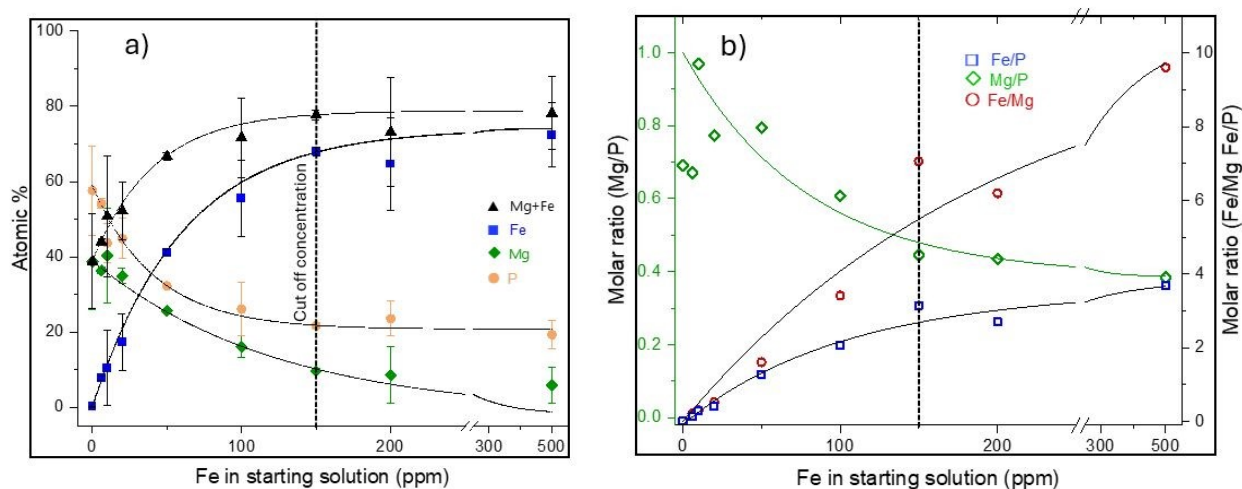 a)
100
80
60
40
20
0
Atomic %
Cut off concentration
Mg+Fe
Fe
Mg
P
0 100 200 300 500
Fe in starting solution (ppm)
b)
1.0
0.8
0.6
0.4
0.2
0.0
Molar ratio (Mg/P)
Fe/P
Mg/P
Fe/Mg
10
8
6
4
2
0
Molar ratio (Fe/Mg Fe/P)
0 100 200 300 500
Fe in starting solution (ppm)